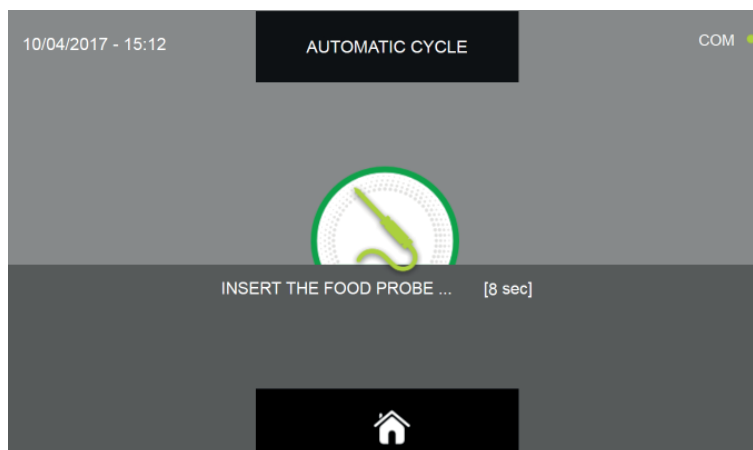 10/04/2017 - 15:12
AUTOMATIC CYCLE
COM
INSERT THE FOOD PROBE ... [8 sec]